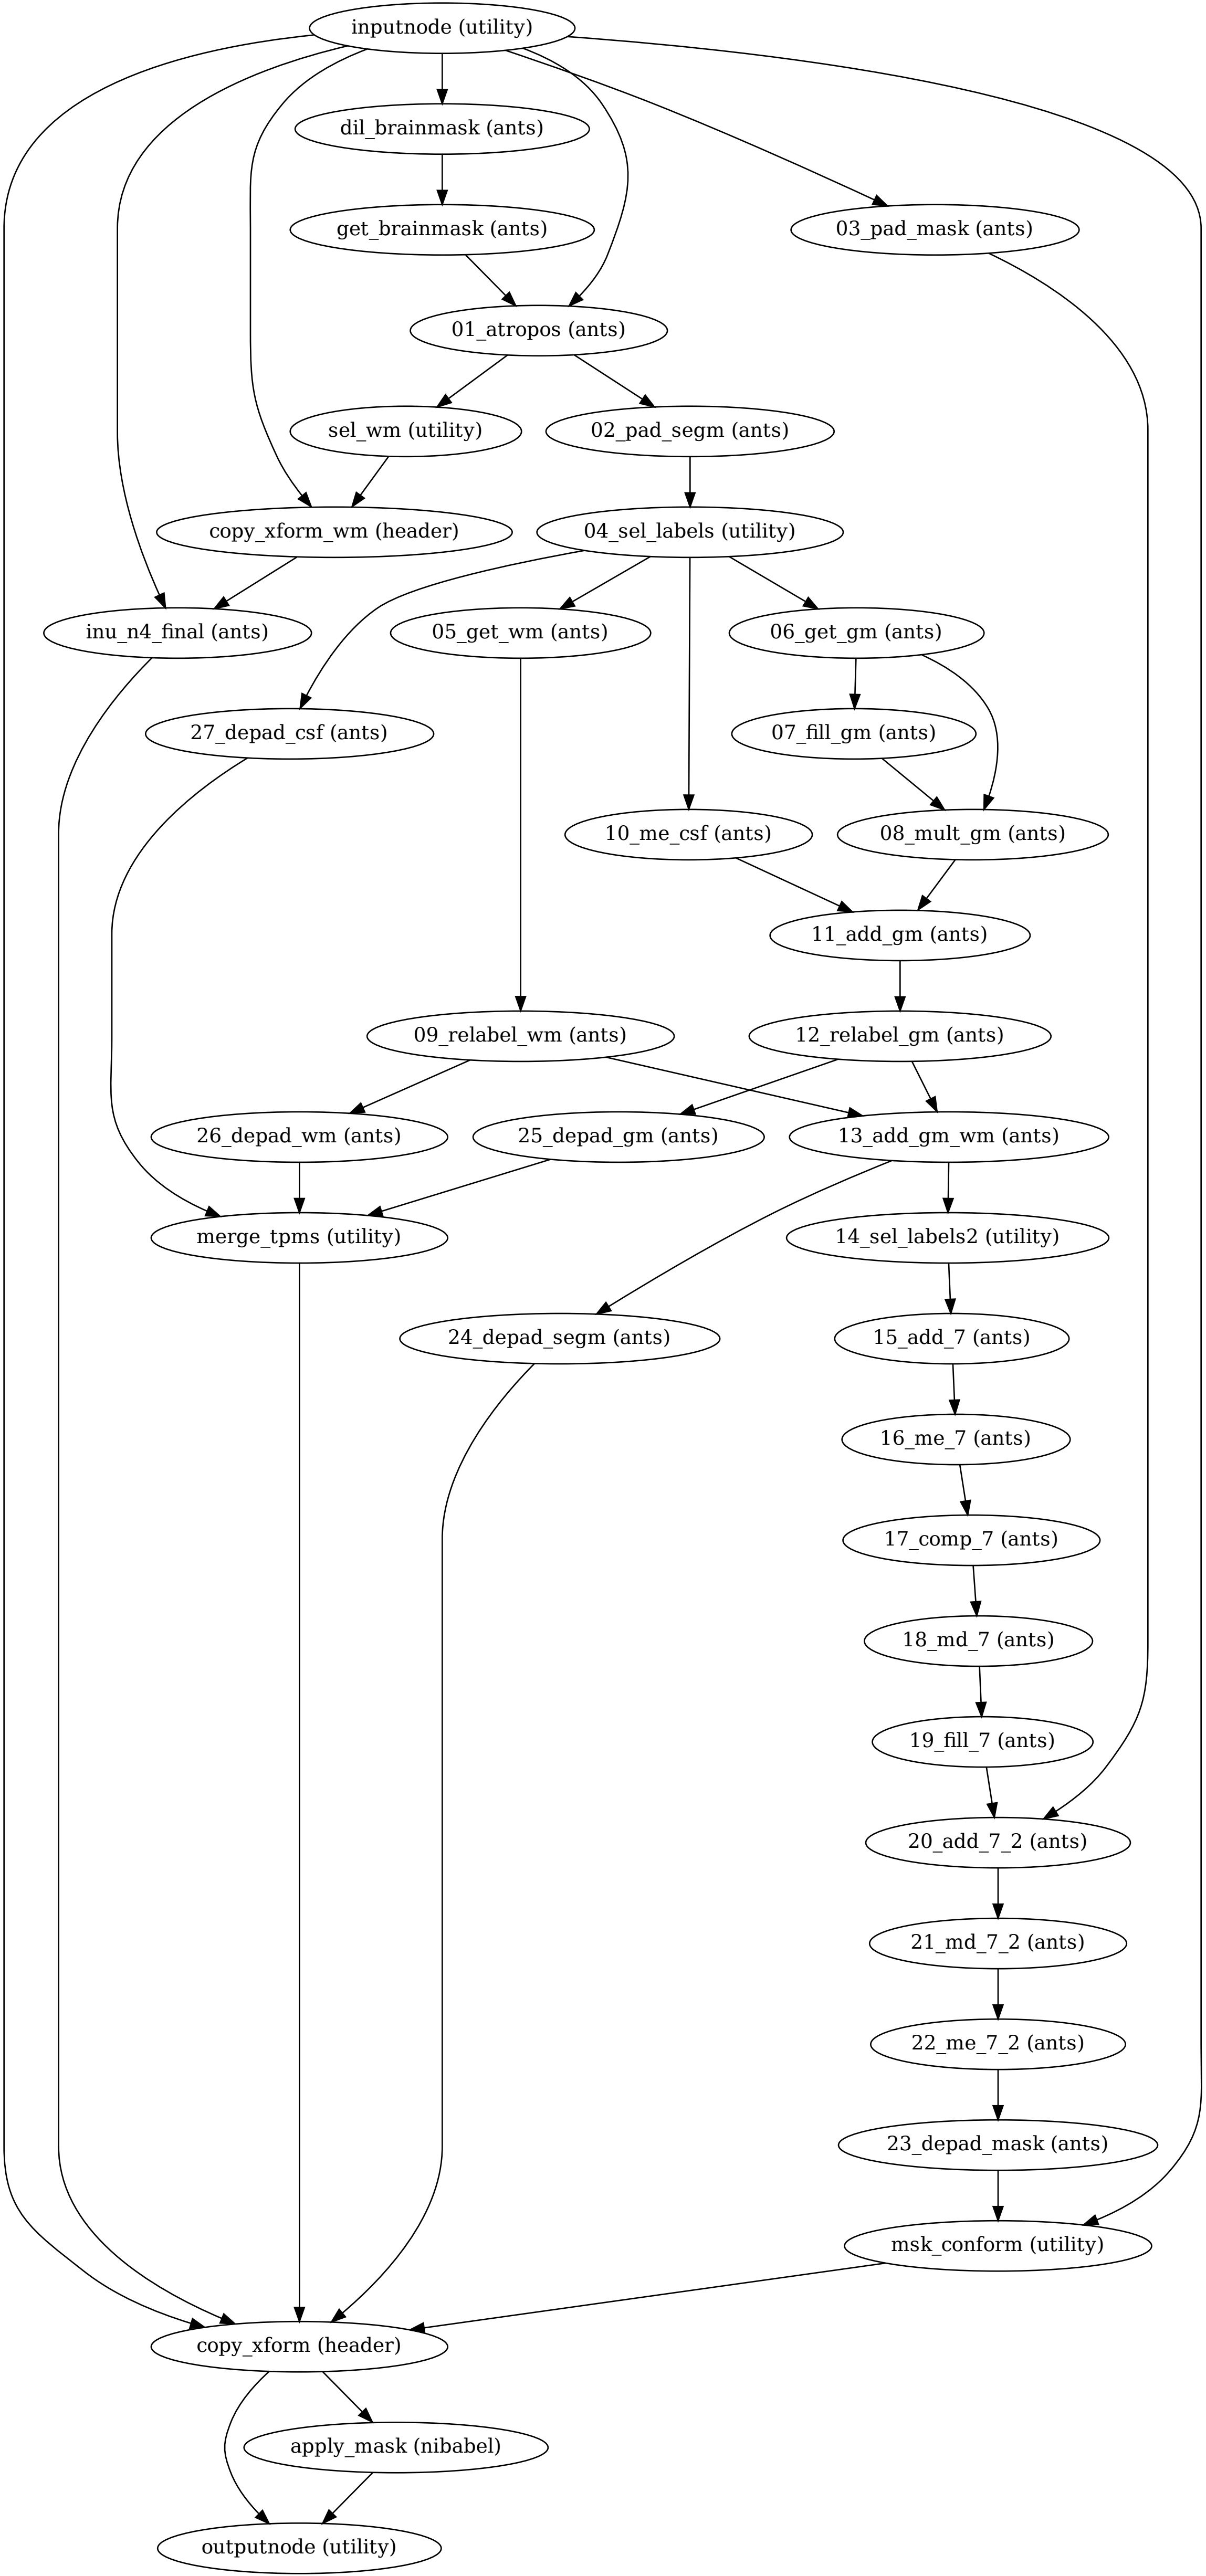 inputnode (utility)
dil_brainmask (ants)
get_brainmask (ants)
03_pad_mask (ants)
01_atropos (ants)
sel_wm (utility)
02_pad_segm (ants)
copy_xform_wm (header)
04_sel_labels (utility)
inu_n4_final (ants)
05_get_wm (ants)
06_get_gm (ants)
27_depad_csf (ants)
07_fill_gm (ants)
10_me_csf (ants)
08_mult_gm (ants)
11_add_gm (ants)
09_relabel_wm (ants)
12_relabel_gm (ants)
26_depad_wm (ants)
25_depad_gm (ants)
13_add_gm_wm (ants)
merge_tpms (utility)
14_sel_labels2 (utility)
24_depad_segm (ants)
15_add_7 (ants)
16_me_7 (ants)
17_comp_7 (ants)
18_md_7 (ants)
19_fill_7 (ants)
20_add_7_2 (ants)
21_md_7_2 (ants)
22_me_7_2 (ants)
23_depad_mask (ants)
msk_conform (utility)
copy_xform (header)
apply_mask (nibabel)
outputnode (utility)